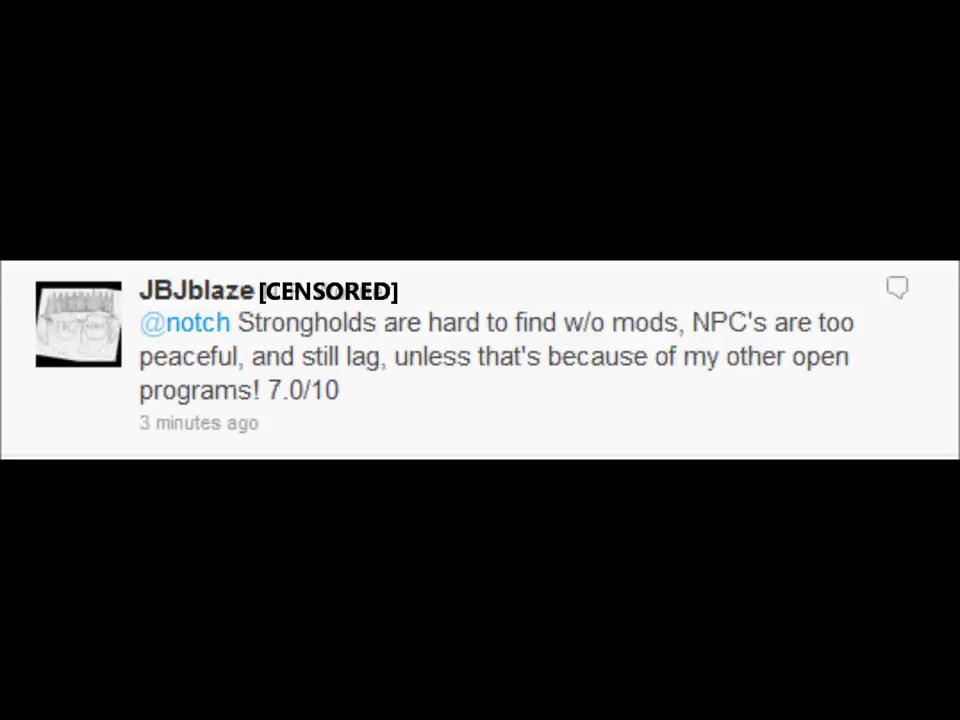 JBJblaze [CENSORED]
@notch Strongholds are hard to find w/o mods, NPC's are too
peaceful, and still lag, unless that's because of my other open
programs! 7.0/10
3 minutes ago